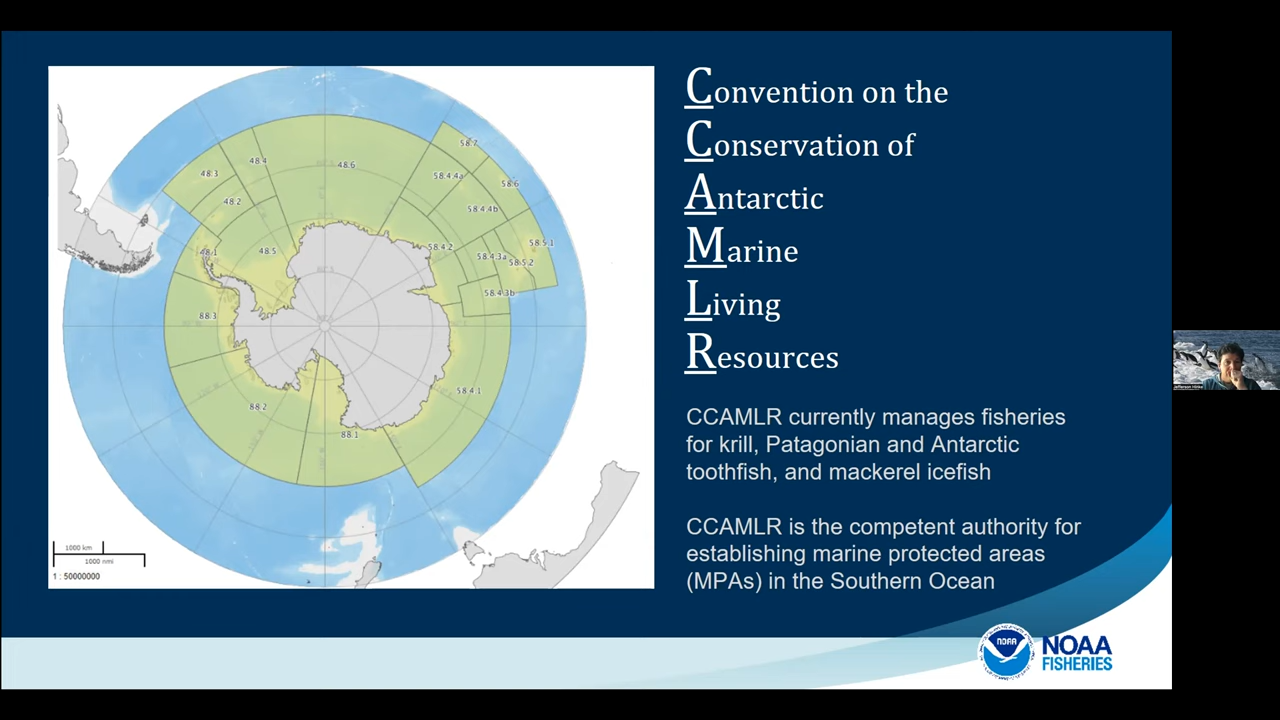 Convention on the
Conservation of
Antarctic
Marine
Living
Resources
CCAMLR currently manages fisheries
for krill, Patagonian and Antarctic
toothfish, and mackerel icefish
CCAMLR is the competent authority for
establishing marine protected areas
(MPAs) in the Southern Ocean
58.7
48.4
48.6
48.3
58.4.4a
58.6
48.2
58.4.4b
58.5.1
58.4.2
48.1
48.5
58.4.3a
58.5.2
58.4.3b
88.3
58.4.1
88.2
88.1
1000 km
1000 nmi
1 : 50000000
NOAA
NOAA
FISHERIES